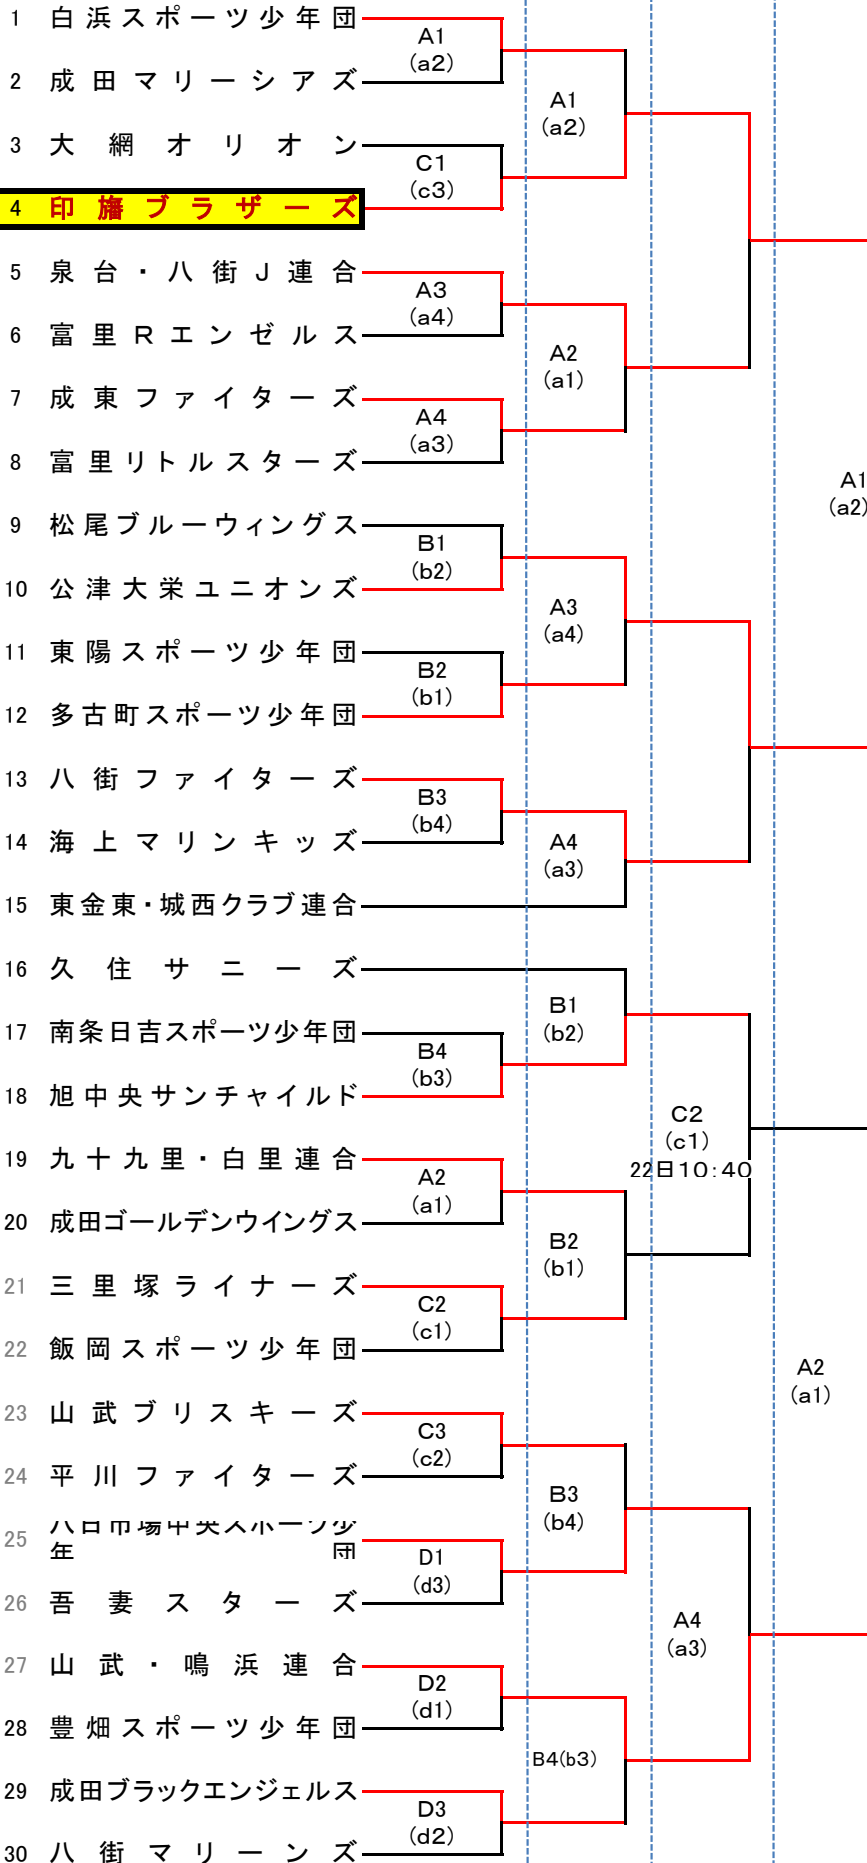 1 白浜スポーツ少年団
A1
(a2)
2 成田マリーシアズ
A1
(a2)
3 大網オリオン
C1
(c3)
4 印旛ブラザーズ
5 泉台・八街J連合
A3
(a4)
6 富里Rエンゼルス
A2
(a1)
7 成東ファイターズ
A4
(a3)
8 富里リトルスターズ
A1
(a2)
9 松尾ブルーウィングス
B1
(b2)
10 公津大栄ユニオンズ
A3
(a4)
11 東陽スポーツ少年団
B2
(b1)
12 多古町スポーツ少年団
13 八街ファイターズ
B3
(b4)
14 海上マリンキッズ
A4
(a3)
15 東金東・城西クラブ連合
16 久住サニーズ
B1
(b2)
17 南条日吉スポーツ少年団
B4
(b3)
18 旭中央サンチャイルド
C2
(c1)
22日10:40
19 九十九里・白里連合
A2
(a1)
20 成田ゴールデンウイングス
B2
(b1)
21 三里塚ライナーズ
C2
(c1)
22 飯岡スポーツ少年団
A2
(a1)
23 山武ブリスキーズ
C3
(c2)
24 平川ファイターズ
B3
(b4)
25 八日市場中央スポーツ少
年団
D1
(d3)
26 吾妻スターズ
A4
(a3)
27 山武・鳴浜連合
D2
(d1)
28 豊畑スポーツ少年団
B4(b3)
29 成田ブラックエンジェルス
D3
(d2)
30 八街マリーンズ